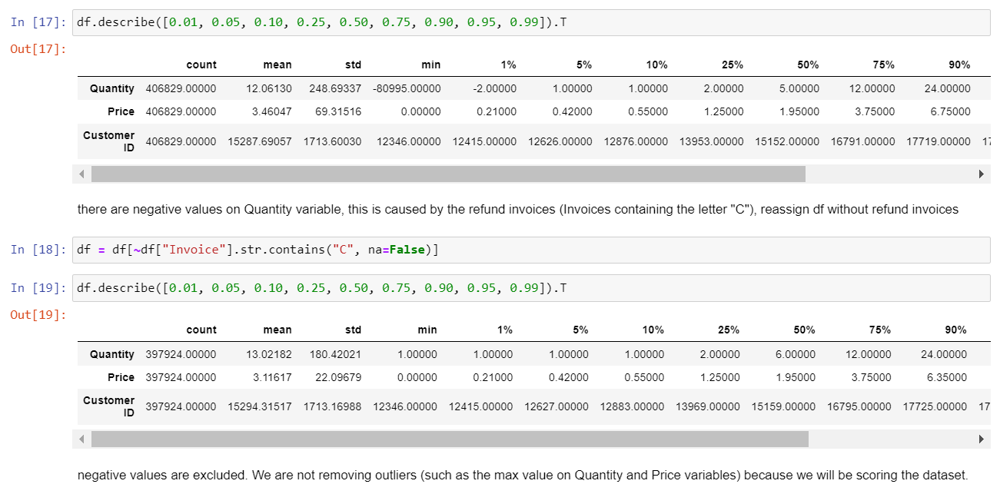 In [17]: df.describe([0.01, 0.05, 0.10, 0.25, 0.50, 0.75, 0.90, 0.95, 0.99]).T
Out[17]:
count mean std min 1% 5% 10% 25% 50% 75% 90%
Quantity 406829.00000 12.06130 248.69337 -80995.00000 -2.00000 1.00000 1.00000 2.00000 5.00000 12.00000 24.00000
Price 406829.00000 3.46047 69.31516 0.00000 0.21000 0.42000 0.55000 1.25000 1.95000 3.75000 6.75000
Customer
ID 406829.00000 15287.69057 1713.60030 12346.00000 12415.00000 12626.00000 12876.00000 13953.00000 15152.00000 16791.00000 17719.00000
there are negative values on Quantity variable, this is caused by the refund invoices (Invoices containing the letter "C"), reassign df without refund invoices
In [18]: df = df[~df["Invoice"].str.contains("C", na=False)]
In [19]: df.describe([0.01, 0.05, 0.10, 0.25, 0.50, 0.75, 0.90, 0.95, 0.99]).T
Out[19]:
count mean std min 1% 5% 10% 25% 50% 75% 90%
Quantity 397924.00000 13.02182 180.42021 1.00000 1.00000 1.00000 1.00000 2.00000 6.00000 12.00000 24.00000
Price 397924.00000 3.11617 22.09679 0.00000 0.21000 0.42000 0.55000 1.25000 1.95000 3.75000 6.35000
Customer
ID 397924.00000 15294.31517 1713.16988 12346.00000 12415.00000 12627.00000 12883.00000 13969.00000 15159.00000 16795.00000 17725.00000 17
negative values are excluded. We are not removing outliers (such as the max value on Quantity and Price variables) because we will be scoring the dataset.